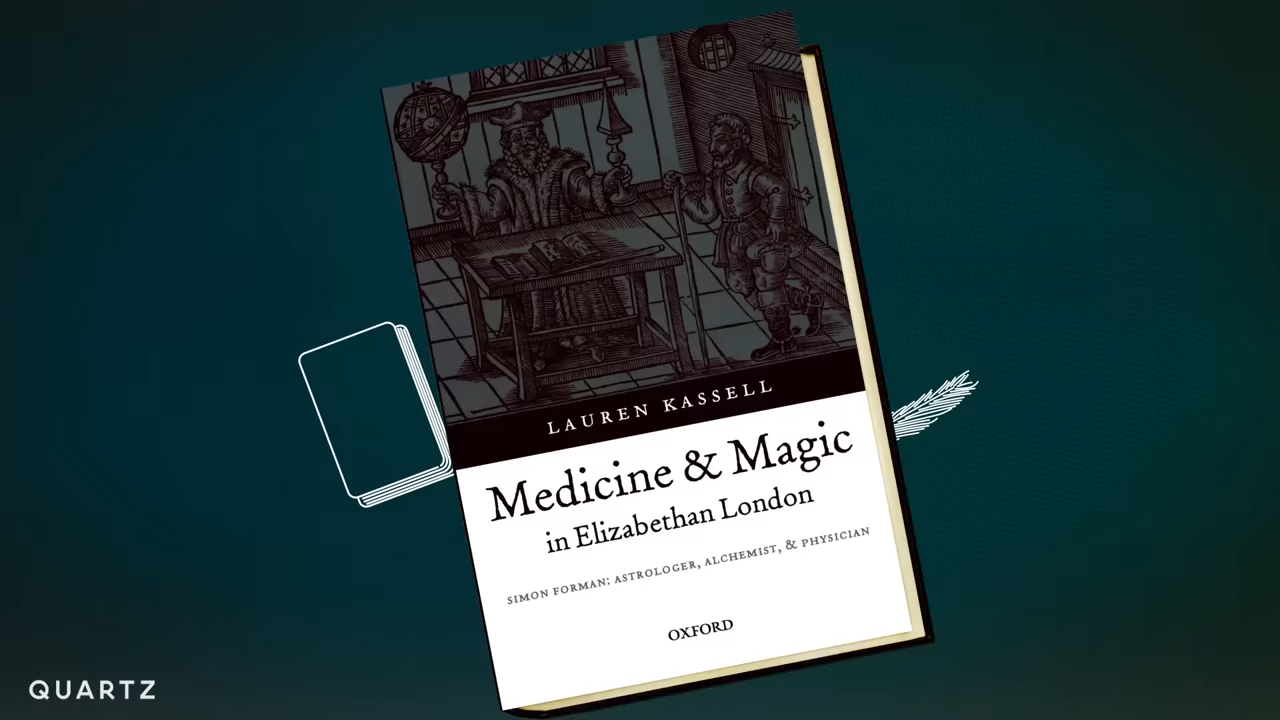 LAUREN KASSELL
Medicine & Magic
in Elizabethan London
SIMON FORMAN: ASTROLOGER, ALCHEMIST, & PHYSICIAN
OXFORD
QUARTZ